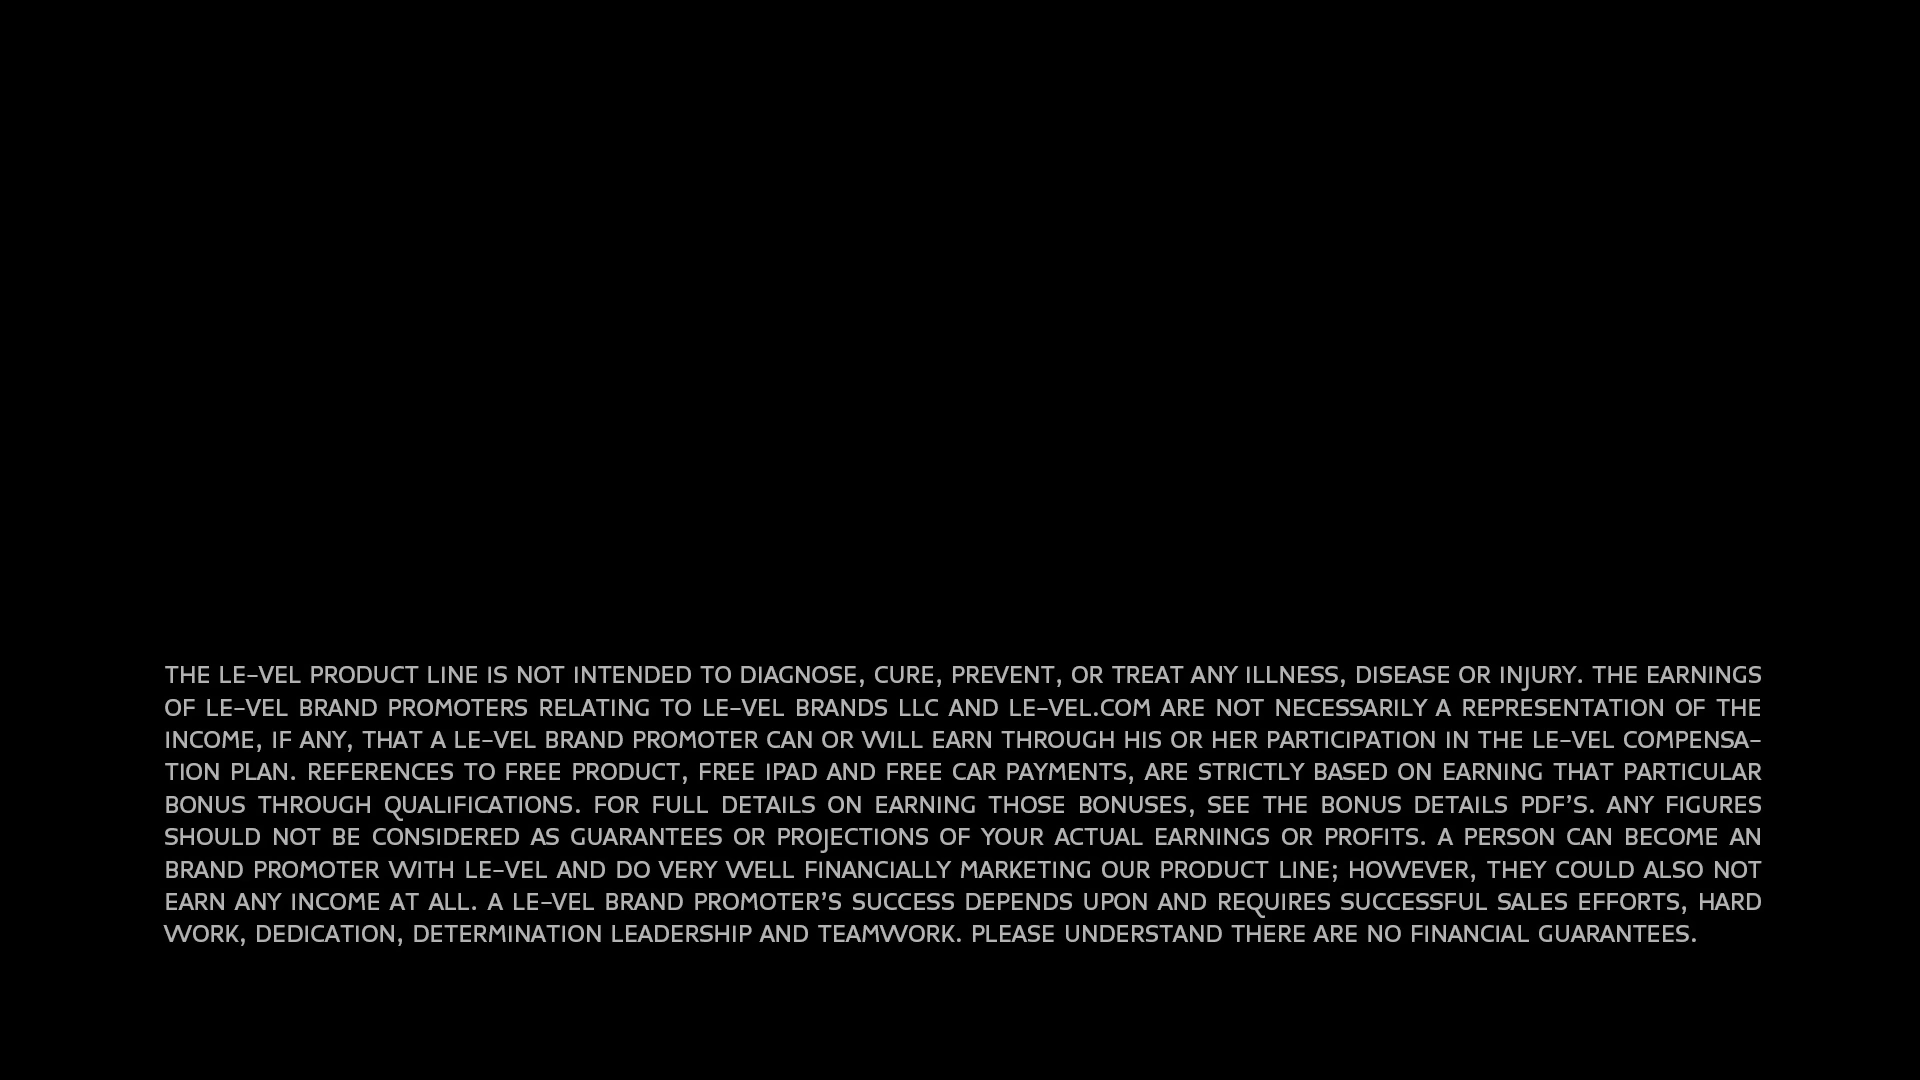 THE LE-VEL PRODUCT LINE IS NOT INTENDED TO DIAGNOSE, CURE, PREVENT, OR TREAT ANY ILLNESS, DISEASE OR INJURY. THE EARNINGS
OF LE-VEL BRAND PROMOTERS RELATING TO LE-VEL BRANDS LLC AND LE-VEL.COM ARE NOT NECESSARILY A REPRESENTATION OF THE
INCOME, IF ANY, THAT A LE-VEL BRAND PROMOTER CAN OR WILL EARN THROUGH HIS OR HER PARTICIPATION IN THE LE-VEL COMPENSA-
TION PLAN. REFERENCES TO FREE PRODUCT, FREE IPAD AND FREE CAR PAYMENTS, ARE STRICTLY BASED ON EARNING THAT PARTICULAR
BONUS THROUGH QUALIFICATIONS. FOR FULL DETAILS ON EARNING THOSE BONUSES, SEE THE BONUS DETAILS PDF'S. ANY FIGURES
SHOULD NOT BE CONSIDERED AS GUARANTEES OR PROJECTIONS OF YOUR ACTUAL EARNINGS OR PROFITS. A PERSON CAN BECOME AN
BRAND PROMOTER WITH LE-VEL AND DO VERY WELL FINANCIALLY MARKETING OUR PRODUCT LINE; HOWEVER, THEY COULD ALSO NOT
EARN ANY INCOME AT ALL. A LE-VEL BRAND PROMOTER'S SUCCESS DEPENDS UPON AND REQUIRES SUCCESSFUL SALES EFFORTS, HARD
WORK, DEDICATION, DETERMINATION LEADERSHIP AND TEAMWORK. PLEASE UNDERSTAND THERE ARE NO FINANCIAL GUARANTEES.